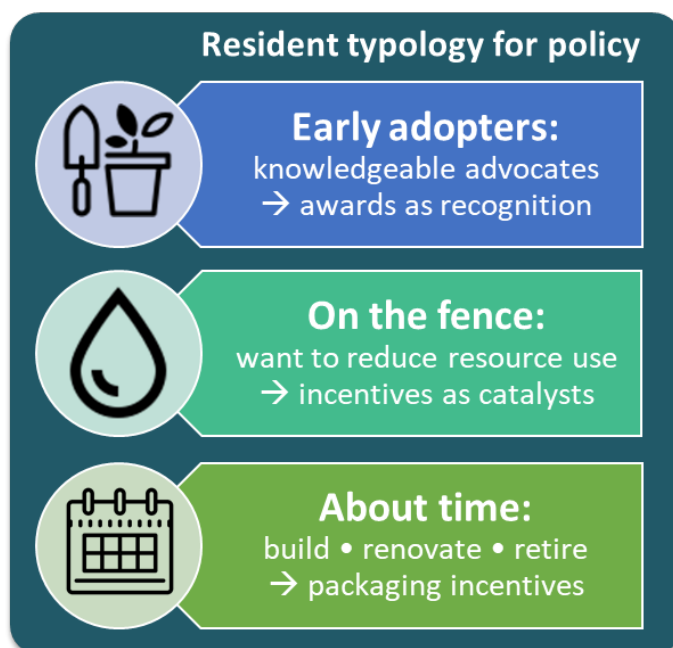 Resident typology for policy
Early adopters:
knowledgeable advocates
→ awards as recognition
On the fence:
want to reduce resource use
→ incentives as catalysts
About time:
build • renovate • retire
→ packaging incentives